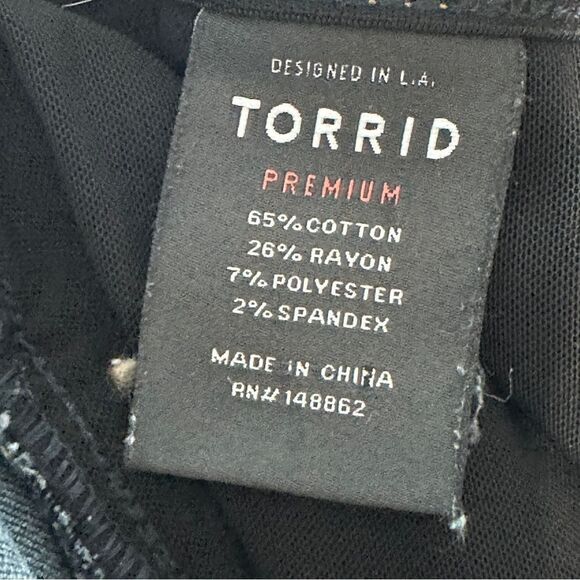 DESIGNED IN L.A.
TORRID
PREMIUM
65% COTTON
26% RAYON
7% POLYESTER
2% SPANDEX
MADE IN CHINA
RN#148862